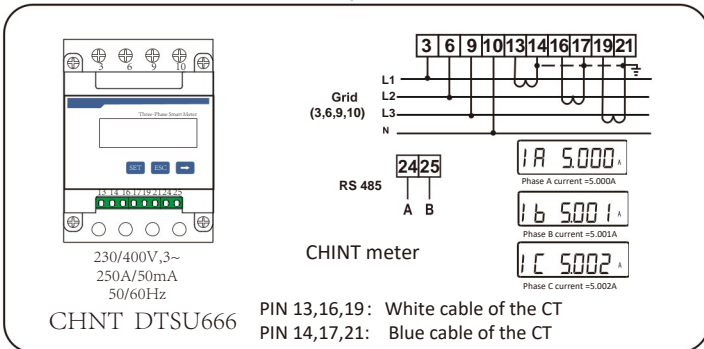 3 6 9 10
Three-Phase Smart Meter
SET ESC →
13 14 16 17 19 21 24 25
230/400V,3~
250A/50mA
50/60Hz
CHNT DTSU666
3 6 9 10 13 14 16 17 19 21
L1
L2
L3
N
Grid
(3,6,9,10)
24 25
RS 485
A B
CHINT meter
IA 5.000 A
Phase A current =5.000A
Ib 5.001 A
Phase B current =5.001A
IC 5.002 A
Phase C current =5.002A
PIN 13,16,19: White cable of the CT
PIN 14,17,21: Blue cable of the CT